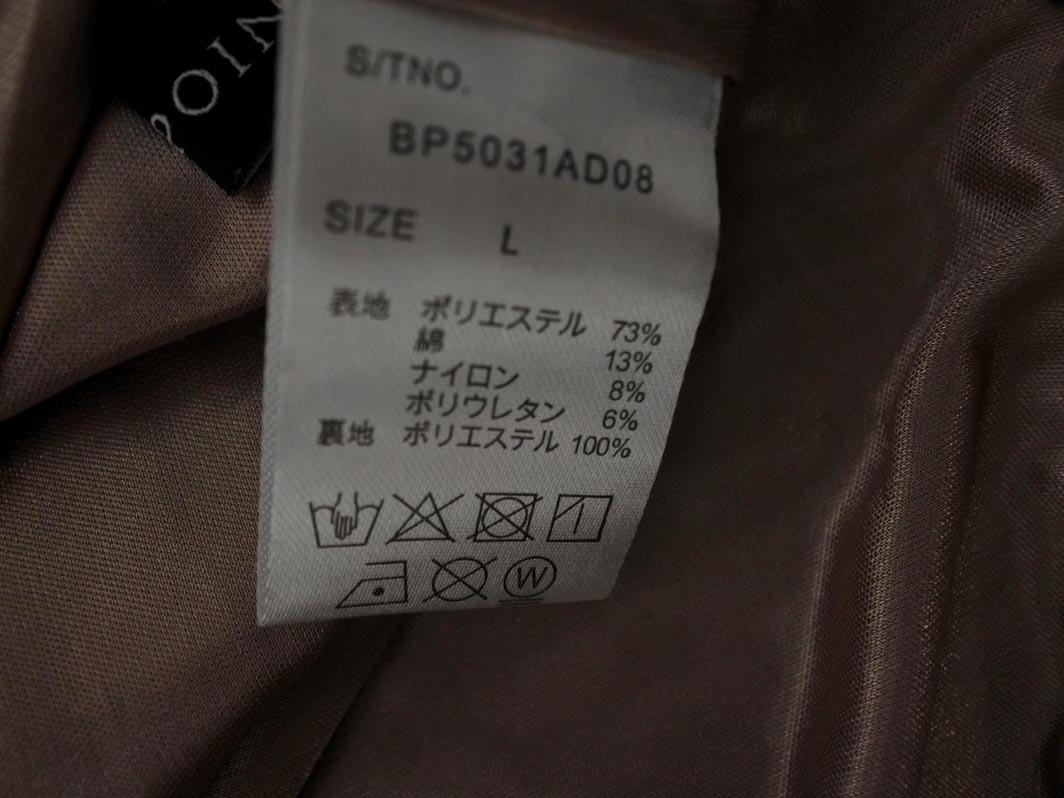 POIN
S/TNO.
BP5031AD08
SIZE L
表地 ポリエステル 73%
綿 13%
ナイロン 8%
ポリウレタン 6%
裏地 ポリエステル 100%
W